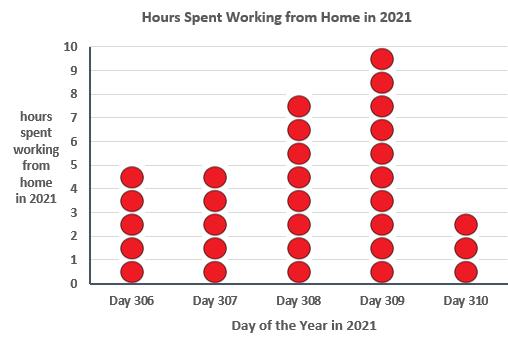 Hours Spent Working from Home in 2021
10
9
8
7
6
5
4
3
2
1
0
hours
spent
working
from
home
in 2021
Day 306 Day 307 Day 308 Day 309 Day 310
Day of the Year in 2021